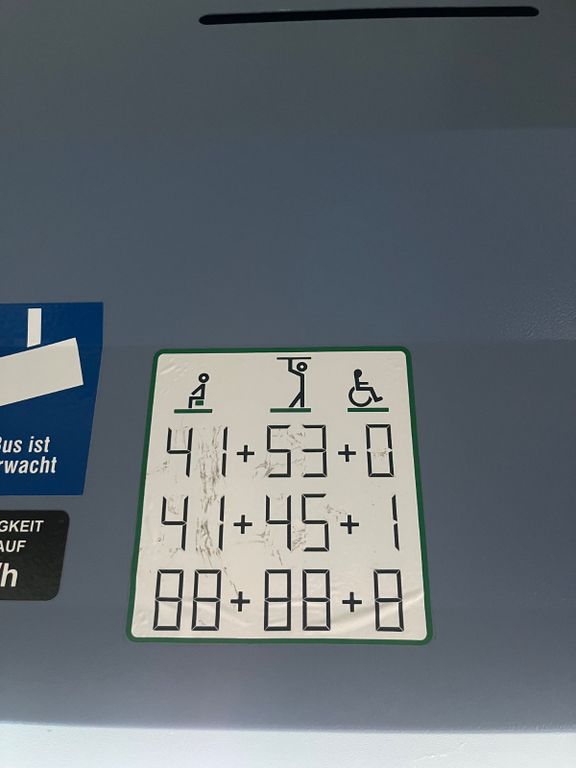 Bus ist
rwacht
GKEIT
AUF
/h
41+53+0
41+45+1
88+88+8